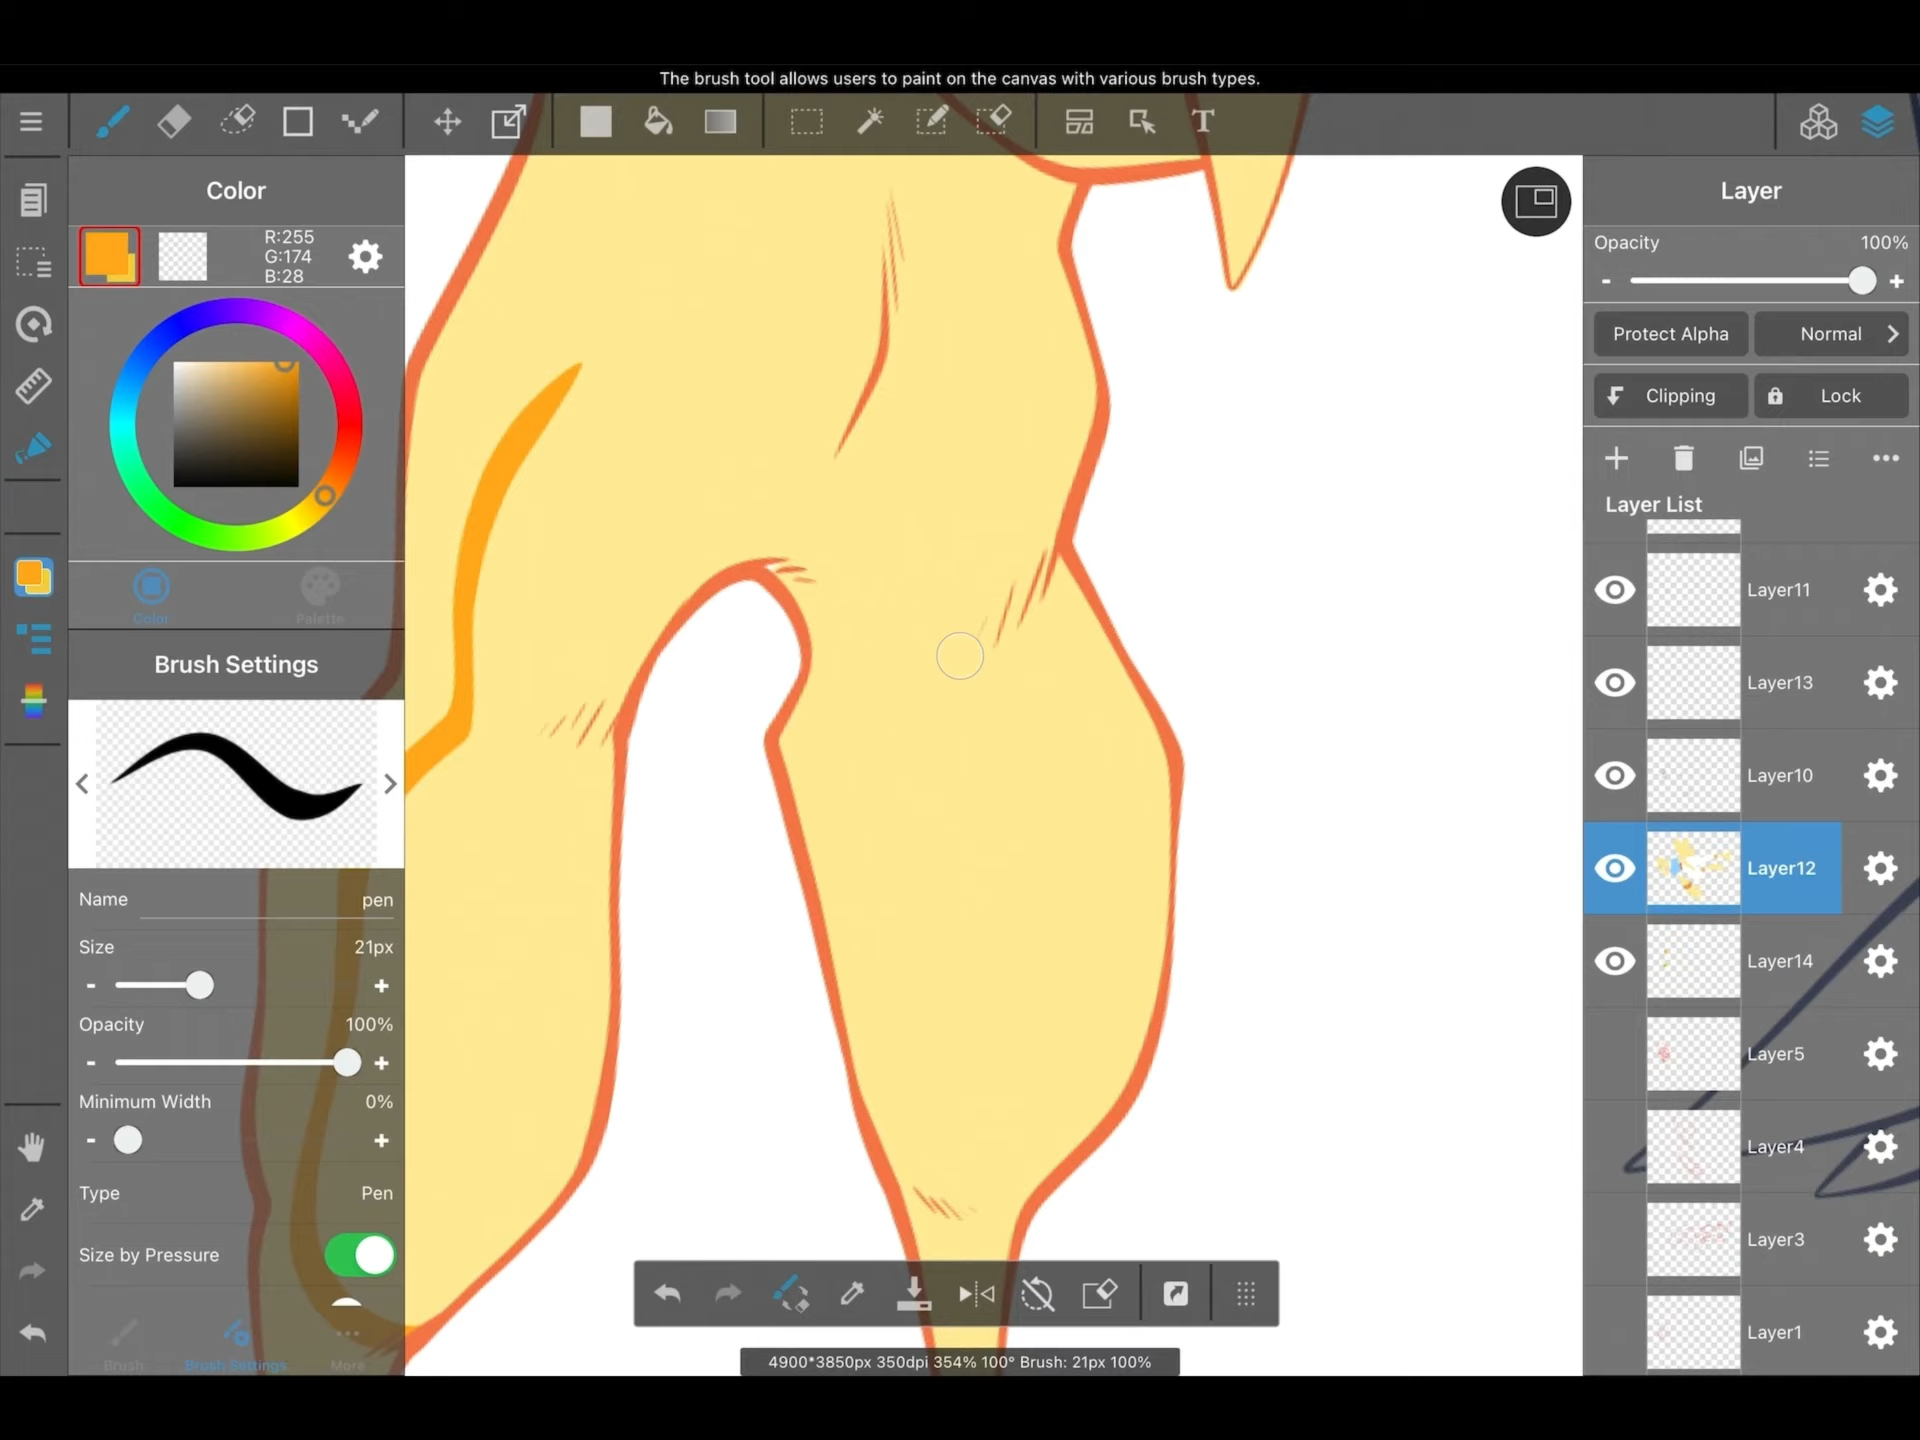 The brush tool allows users to paint on the canvas with various brush types.
T
Color
R:255
G:174
B:28
Color
Palette
Brush Settings
Name pen
Size 21px
- +
Opacity 100%
- +
Minimum Width 0%
- +
Type Pen
Size by Pressure
Brush Brush Settings More
4900*3850px 350dpi 354% 100° Brush: 21px 100%
Layer
Opacity 100%
- +
Protect Alpha Normal
Clipping Lock
Layer List
Layer11
Layer13
Layer10
Layer12
Layer14
Layer5
Layer4
Layer3
Layer1